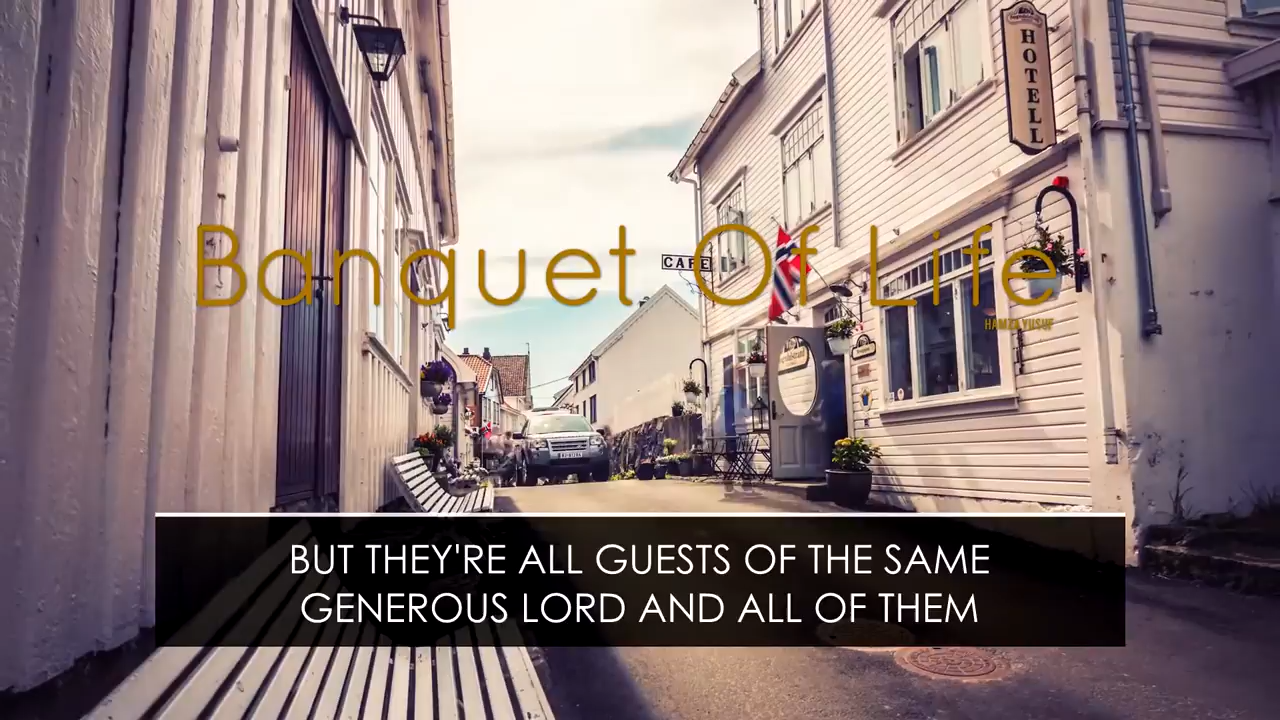 HOTELL
CAFE
Banquet Of Life
HAMZA YUSUF
BUT THEY'RE ALL GUESTS OF THE SAME
GENEROUS LORD AND ALL OF THEM